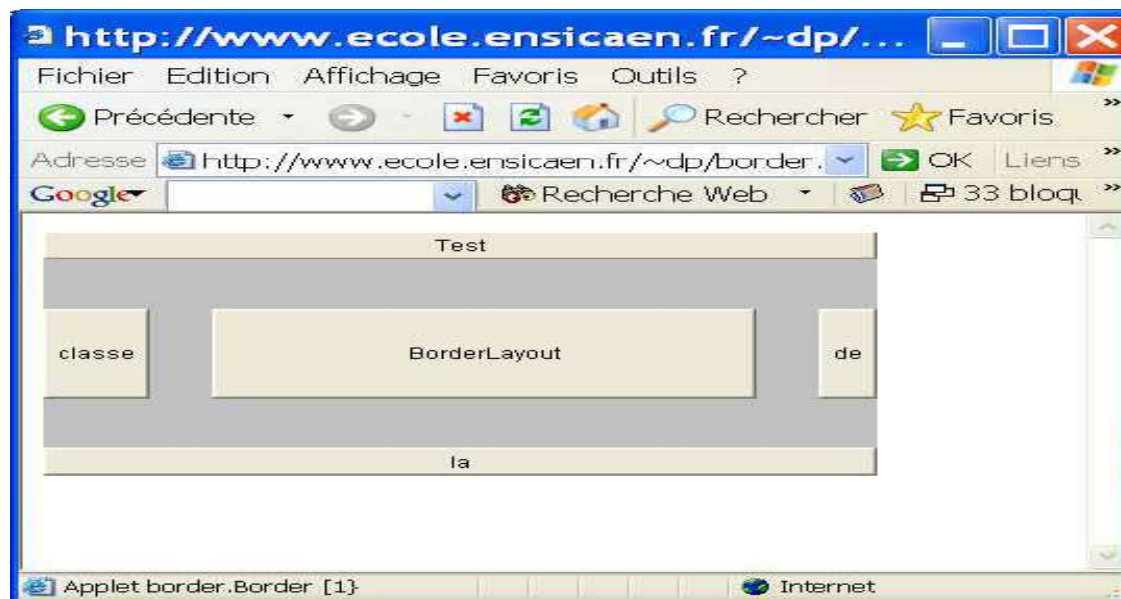 http://www.ecole.ensicaen.fr/~dp/...
Fichier Edition Affichage Favoris Outils ?
Précédente Rechercher Favoris »
Adresse http://www.ecole.ensicaen.fr/~dp/border. OK Liens »
Google Recherche Web 33 bloqu »
Test
classe BorderLayout de
la
Applet border.Border [1} Internet